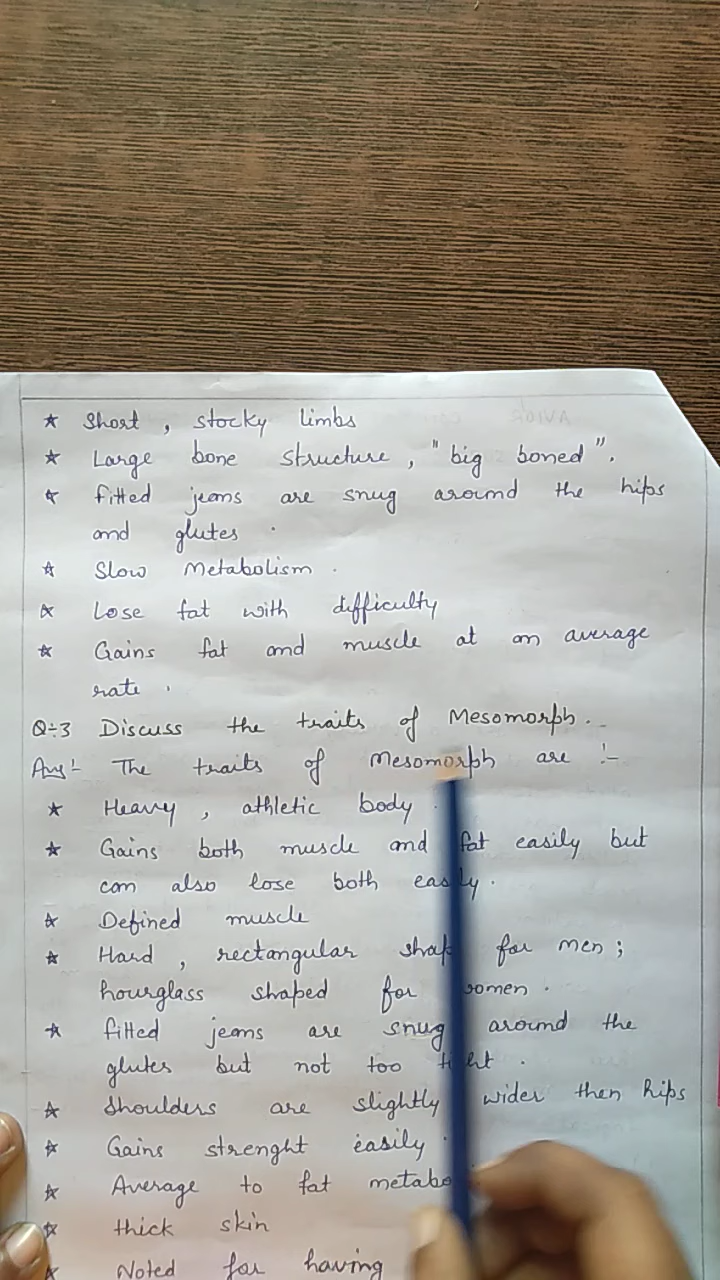 ★ Short , stocky limbs
★ Large bone structure , "big boned" .
★ fitted jeans are snug around the hips
and glutes .
★ Slow Metabolism .
★ Lose fat with difficulty
★ Gains fat and muscle at an average
rate .
Q÷3 Discuss the traits of Mesomorph .
Ans!- The traits of Mesomorph are !-
★ Heavy , athletic body .
★ Gains both muscle and fat easily but
can also lose both easily .
★ Defined muscle
★ Hard , rectangular shape for men ;
hourglass shaped for women .
★ fitted jeans are snug around the
glutes but not too tight .
★ Shoulders are slightly wider then hips
★ Gains strenght easily .
★ Average to fat
★ thick skin
★ Noted for having